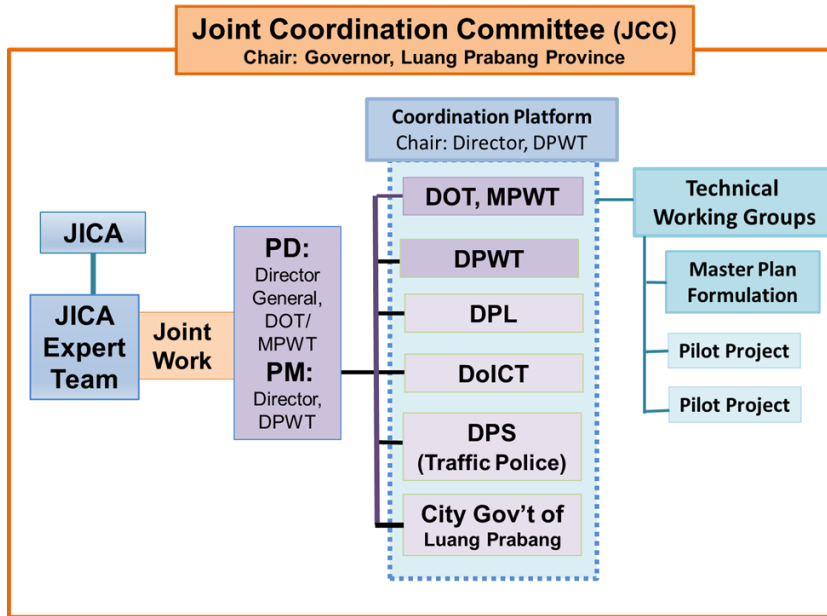 Joint Coordination Committee (JCC)
Chair: Governor, Luang Prabang Province
Coordination Platform
Chair: Director, DPWT
JICA
JICA
Expert
Team
Joint
Work
PD:
Director
General,
DOT/
MPWT
PM:
Director,
DPWT
DOT, MPWT
DPWT
DPL
DoICT
DPS
(Traffic Police)
City Gov’t of
Luang Prabang
Technical
Working Groups
Master Plan
Formulation
Pilot Project
Pilot Project